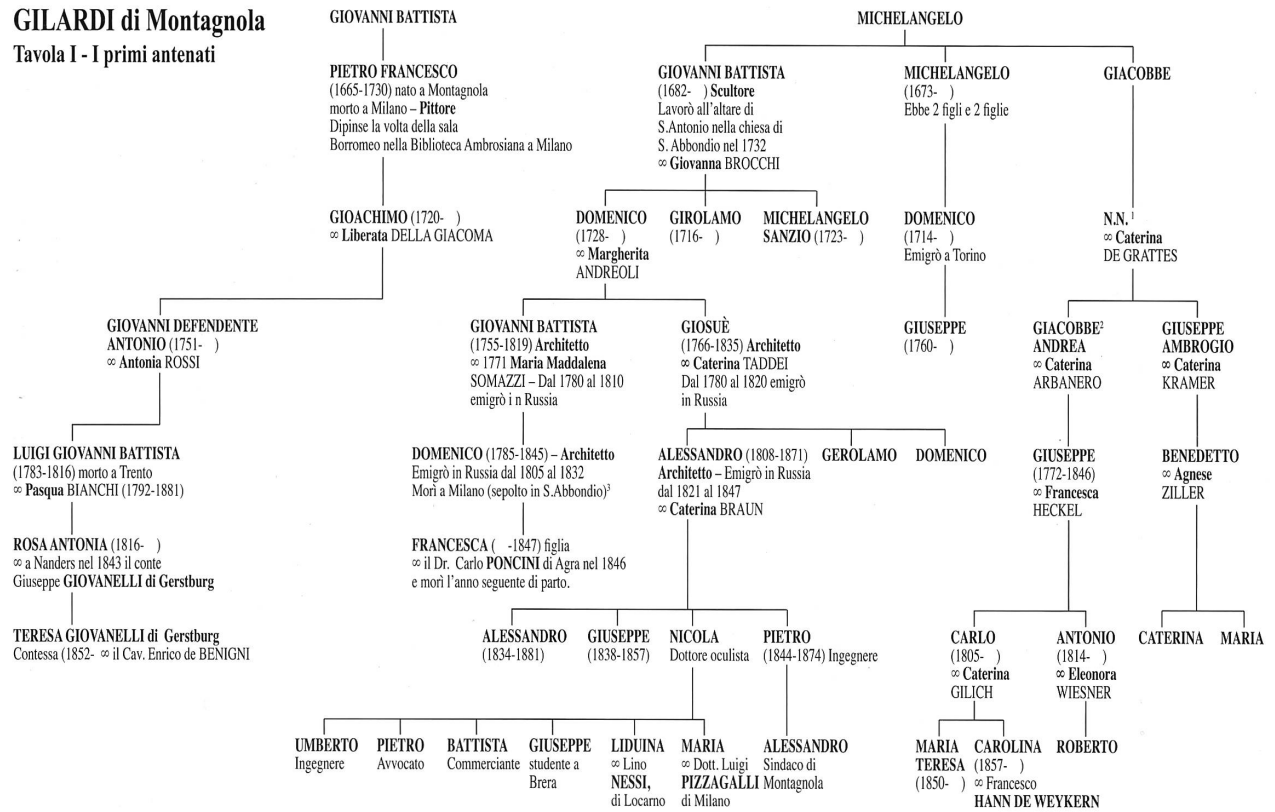 GILARDI di Montagnola
Tavola I - I primi antenati
GIOVANNI BATTISTA
PIETRO FRANCESCO
(1665-1730) nato a Montagnola
morto a Milano – Pittore
Dipinse la volta della sala
Borromeo nella Biblioteca Ambrosiana a Milano
GIOACHIMO (1720- )
∞ Liberata DELLA GIACOMA
GIOVANNI DEFENDENTE
ANTONIO (1751- )
∞ Antonia ROSSI
LUIGI GIOVANNI BATTISTA
(1783-1816) morto a Trento
∞ Pasqua BIANCHI (1792-1881)
ROSA ANTONIA (1816- )
∞ a Nanders nel 1843 il conte
Giuseppe GIOVANELLI di Gerstburg
TERESA GIOVANELLI di Gerstburg
Contessa (1852- ∞ il Cav. Enrico de BENIGNI
MICHELANGELO
GIOVANNI BATTISTA
(1682- ) Scultore
Lavorò all'altare di
S.Antonio nella chiesa di
S. Abbondio nel 1732
∞ Giovanna BROCCHI
MICHELANGELO
(1673- )
Ebbe 2 figli e 2 figlie
GIACOBBE
DOMENICO
(1728- )
∞ Margherita
ANDREOLI
GIROLAMO
(1716- )
MICHELANGELO
SANZIO (1723- )
DOMENICO
(1714- )
Emigrò a Torino
N.N. 1
∞ Caterina
DE GRATTES
GIOVANNI BATTISTA
(1755-1819) Architetto
∞ 1771 Maria Maddalena
SOMAZZI – Dal 1780 al 1810
emigrò i n Russia
GIOSUÈ
(1766-1835) Architetto
∞ Caterina TADDEI
Dal 1780 al 1820 emigrò
in Russia
GIUSEPPE
(1760- )
GIACOBBE2
ANDREA
∞ Caterina
ARBANERO
GIUSEPPE
AMBROGIO
∞ Caterina
KRAMER
DOMENICO (1785-1845) – Architetto
Emigrò in Russia dal 1805 al 1832
Morì a Milano (sepolto in S.Abbondio)3
FRANCESCA ( -1847) figlia
∞ il Dr. Carlo PONCINI di Agra nel 1846
e morì l'anno seguente di parto.
ALESSANDRO (1808-1871)
Architetto – Emigrò in Russia
dal 1821 al 1847
∞ Caterina BRAUN
GEROLAMO
DOMENICO
GIUSEPPE
(1772-1846)
∞ Francesca
HECKEL
BENEDETTO
∞ Agnese
ZILLER
ALESSANDRO
(1834-1881)
GIUSEPPE
(1838-1857)
NICOLA
Dottore oculista
PIETRO
(1844-1874) Ingegnere
CARLO
(1805- )
∞ Caterina
GILICH
ANTONIO
(1814- )
∞ Eleonora
WIESNER
CATERINA
MARIA
UMBERTO
Ingegnere
PIETRO
Avvocato
BATTISTA
Commerciante
GIUSEPPE
studente a
Brera
LIDUINA
∞ Lino
NESSI,
di Locarno
MARIA
∞ Dott. Luigi
PIZZAGALLI
di Milano
ALESSANDRO
Sindaco di
Montagnola
MARIA
TERESA
(1850- )
CAROLINA
(1857- )
∞ Francesco
HANN DE WEYKERN
ROBERTO